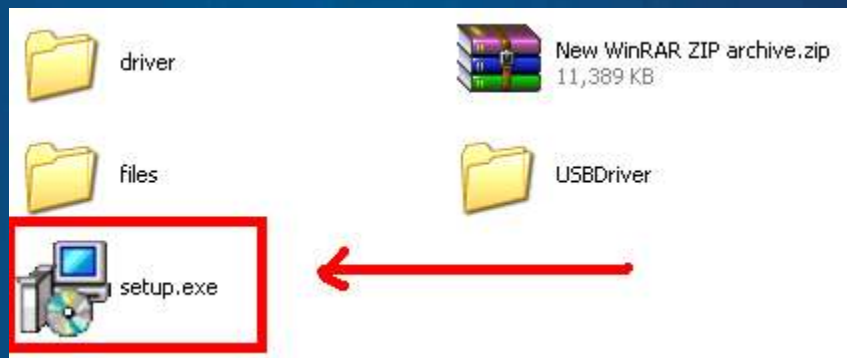 driver
New WinRAR ZIP archive.zip
11,389 KB
files
USBDriver
setup.exe